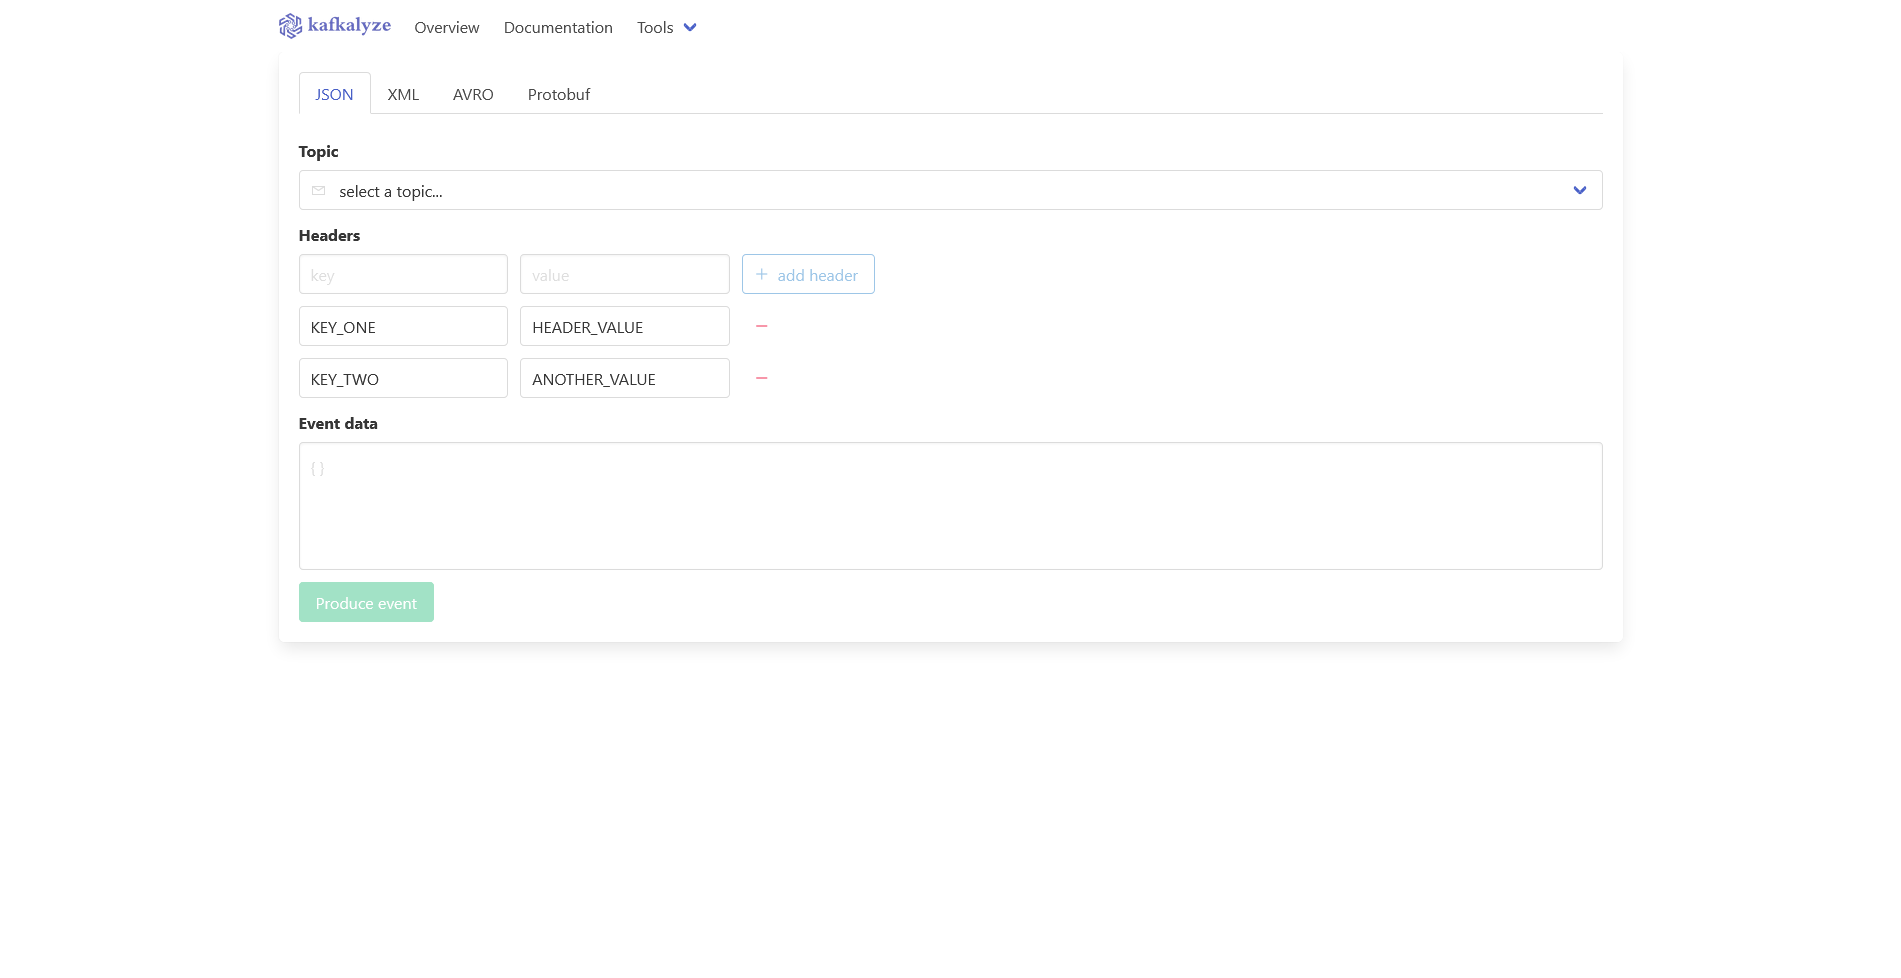 kafkalyze Overview Documentation Tools
JSON XML AVRO Protobuf
Topic
select a topic...
Headers
key value + add header
KEY_ONE HEADER_VALUE
KEY_TWO ANOTHER_VALUE
Event data
{ }
Produce event